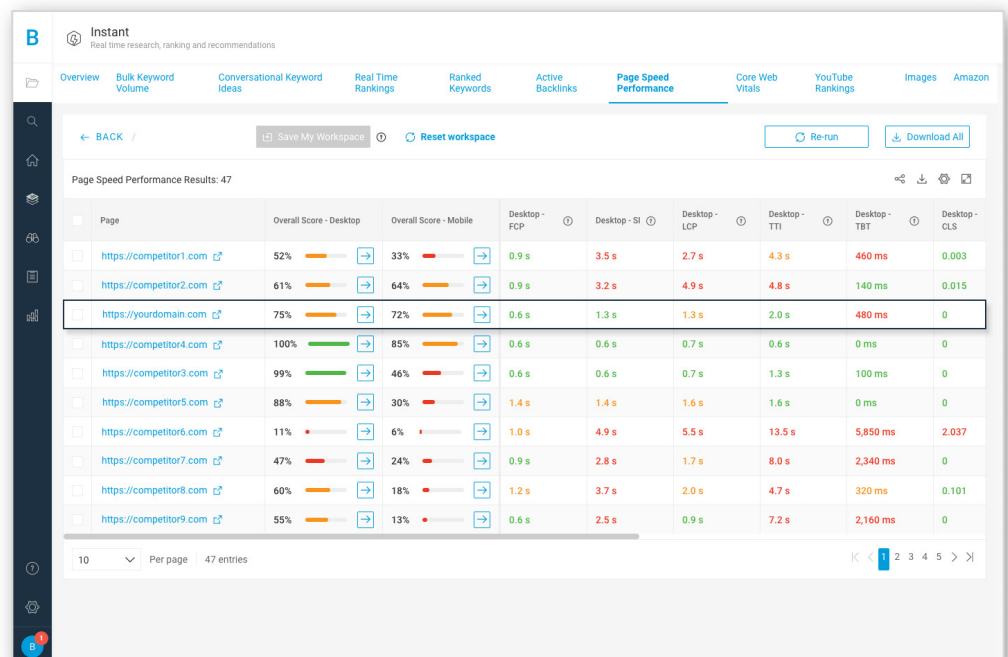 B
Instant
Real time research, ranking and recommendations
Overview
Bulk Keyword
Volume
Conversational Keyword
Ideas
Real Time
Rankings
Ranked
Keywords
Active
Backlinks
Page Speed
Performance
Core Web
Vitals
YouTube
Rankings
Images
Amazon
← BACK /
Save My Workspace
Reset workspace
Re-run
Download All
Page Speed Performance Results: 47
Page
Overall Score - Desktop
Overall Score - Mobile
Desktop -
FCP
Desktop - SI
Desktop -
LCP
Desktop -
TTI
Desktop -
TBT
Desktop -
CLS
https://competitor1.com 52% 33% 0.9 s 3.5 s 2.7 s 4.3 s 460 ms 0.003
https://competitor2.com 61% 64% 0.9 s 3.2 s 4.9 s 4.8 s 140 ms 0.015
https://yourdomain.com 75% 72% 0.6 s 1.3 s 1.3 s 2.0 s 480 ms 0
https://competitor4.com 100% 85% 0.6 s 0.6 s 0.7 s 0.6 s 0 ms 0
https://competitor3.com 99% 46% 0.6 s 0.6 s 0.7 s 1.3 s 100 ms 0
https://competitor5.com 88% 30% 1.4 s 1.4 s 1.6 s 1.6 s 0 ms 0
https://competitor6.com 11% 6% 1.0 s 4.9 s 5.5 s 13.5 s 5,850 ms 2.037
https://competitor7.com 47% 24% 0.9 s 2.8 s 1.7 s 8.0 s 2,340 ms 0
https://competitor8.com 60% 18% 1.2 s 3.7 s 2.0 s 4.7 s 320 ms 0.101
https://competitor9.com 55% 13% 0.6 s 2.5 s 0.9 s 7.2 s 2,160 ms 0
10 Per page 47 entries
1 2 3 4 5
B
1